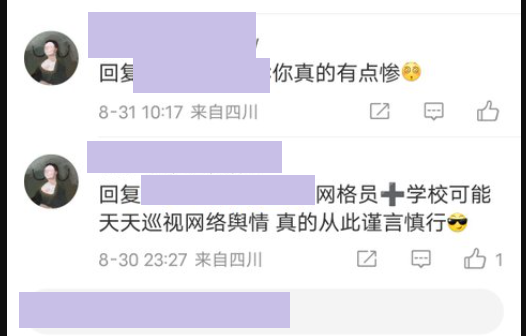 回复
你真的有点惨
8-31 10:17 来自四川
回复
网格员➕学校可能
天天巡视网络舆情 真的从此谨言慎行😎
8-30 23:27 来自四川
1